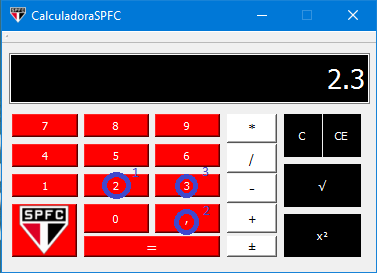 CalculadoraSPFC
2.3
7 8 9 * C CE
4 5 6 /
1 2 1 3 3 - √
SPFC 0 , 2 + x²
= ±